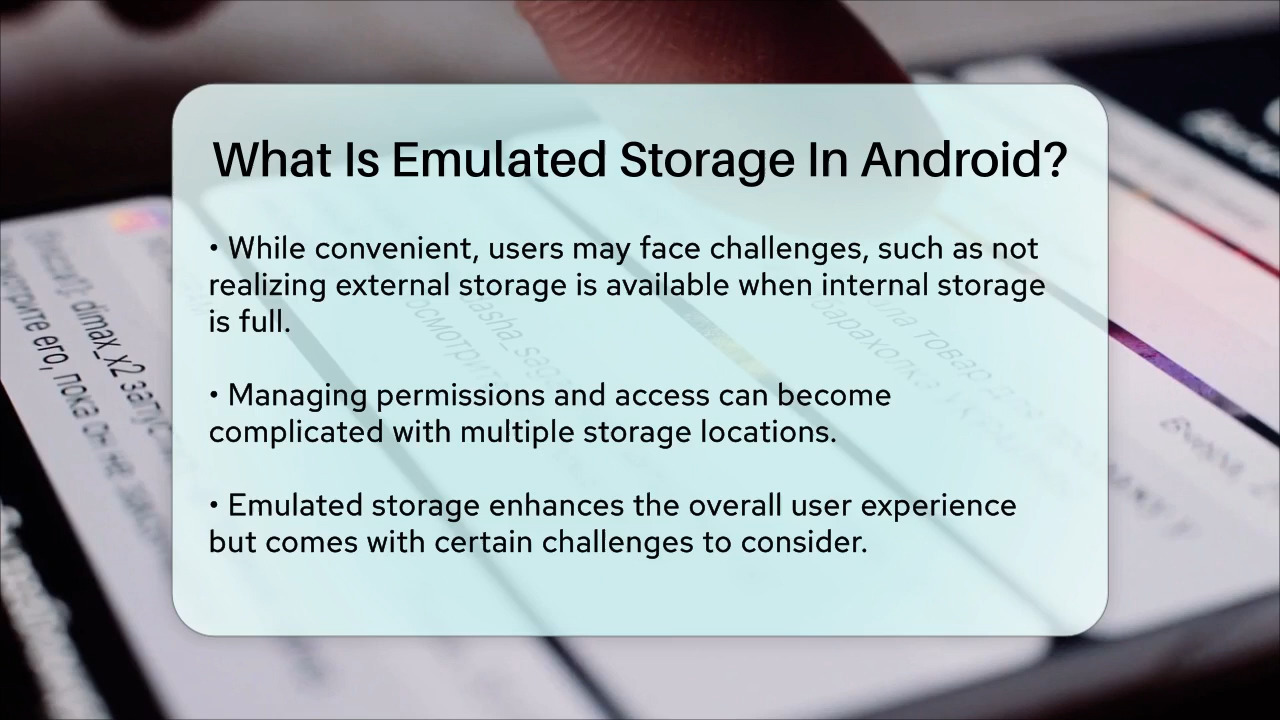 What Is Emulated Storage In Android?
• While convenient, users may face challenges, such as not
realizing external storage is available when internal storage
is full.
• Managing permissions and access can become
complicated with multiple storage locations.
• Emulated storage enhances the overall user experience
but comes with certain challenges to consider.
dimax_x2